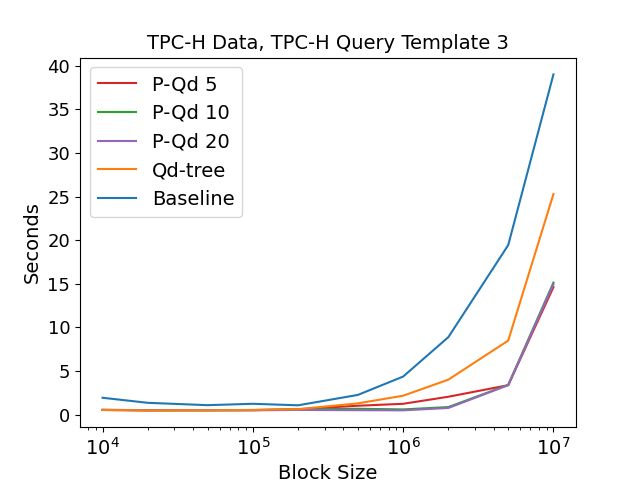 TPC-H Data, TPC-H Query Template 3
40
35
30
25
20
15
10
5
0
Seconds
P-Qd 5
P-Qd 10
P-Qd 20
Qd-tree
Baseline
10^4
10^5
10^6
10^7
Block Size